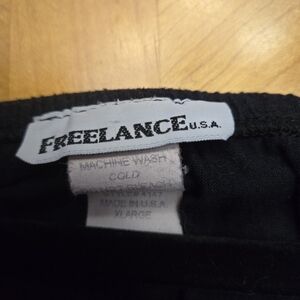 FREELANCE U.S.A.
MACHINE WASH
COLD
MADE IN U.S.A
XLARGE